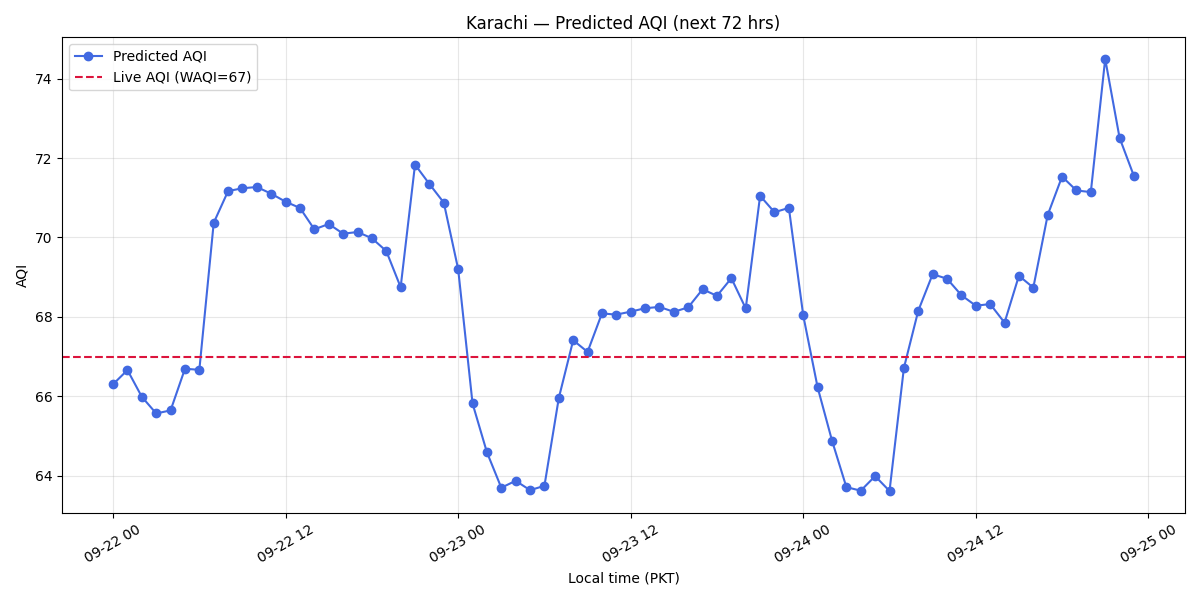 Karachi — Predicted AQI (next 72 hrs)
Predicted AQI
Live AQI (WAQI=67)
AQI
74
72
70
68
66
64
09-22 00
09-22 12
09-23 00
09-23 12
09-24 00
09-24 12
09-25 00
Local time (PKT)